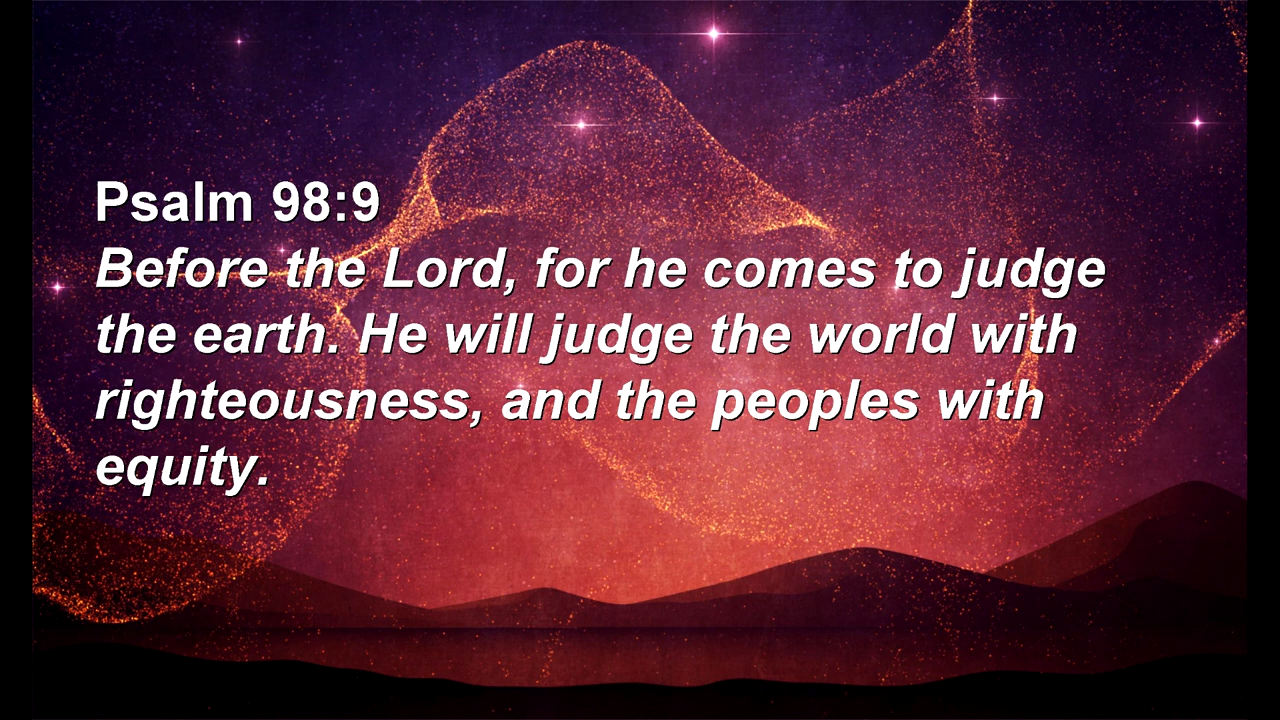 Psalm 98:9
Before the Lord, for he comes to judge
the earth. He will judge the world with
righteousness, and the peoples with
equity.